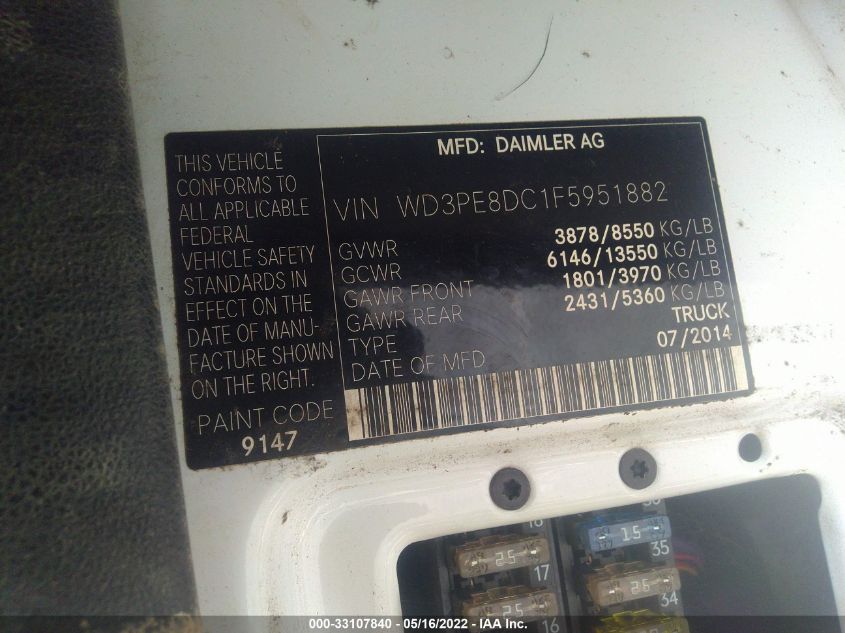 MFD: DAIMLER AG
THIS VEHICLE
CONFORMS TO
ALL APPLICABLE
FEDERAL
VEHICLE SAFETY
STANDARDS IN
EFFECT ON THE
DATE OF MANU-
FACTURE SHOWN
ON THE RIGHT.
PAINT CODE
9147
VIN WD3PE8DC1F5951882
GVWR 3878/8550 KG/LB
GCWR 6146/13550 KG/LB
GAWR FRONT 1801/3970 KG/LB
GAWR REAR 2431/5360 KG/LB
TYPE TRUCK
DATE OF MFD 07/2014
18
15
35
25
17
25
34
25
16
000-33107840 - 05/16/2022 - IAA Inc.